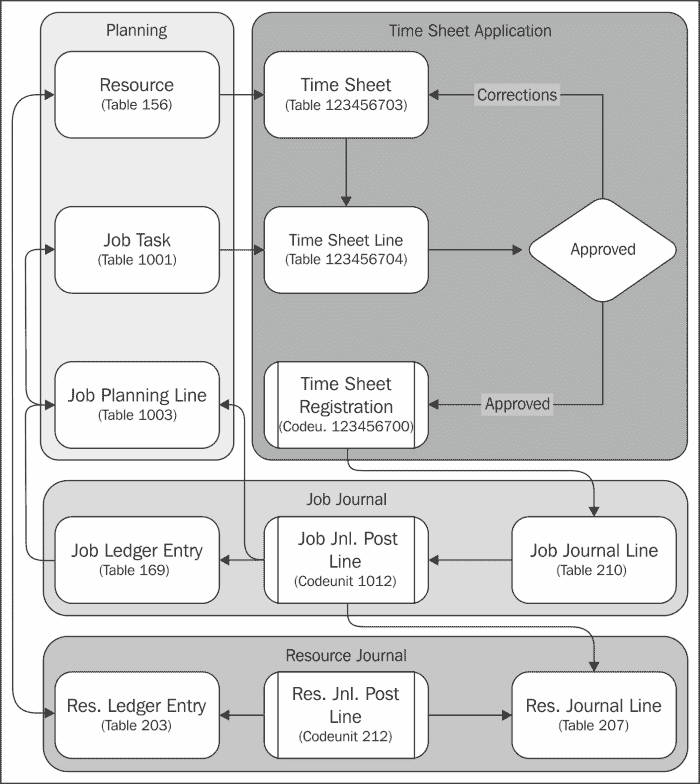 Planning
Time Sheet Application
Resource
(Table 156)
Time Sheet
(Table 123456703)
Corrections
Job Task
(Table 1001)
Time Sheet Line
(Table 123456704)
Approved
Job Planning Line
(Table 1003)
Time Sheet
Registration
(Codeu. 123456700)
Approved
Job Journal
Job Ledger Entry
(Table 169)
Job Jnl. Post
Line
(Codeunit 1012)
Job Journal Line
(Table 210)
Resource Journal
Res. Ledger Entry
(Table 203)
Res. Jnl. Post
Line
(Codeunit 212)
Res. Journal Line
(Table 207)